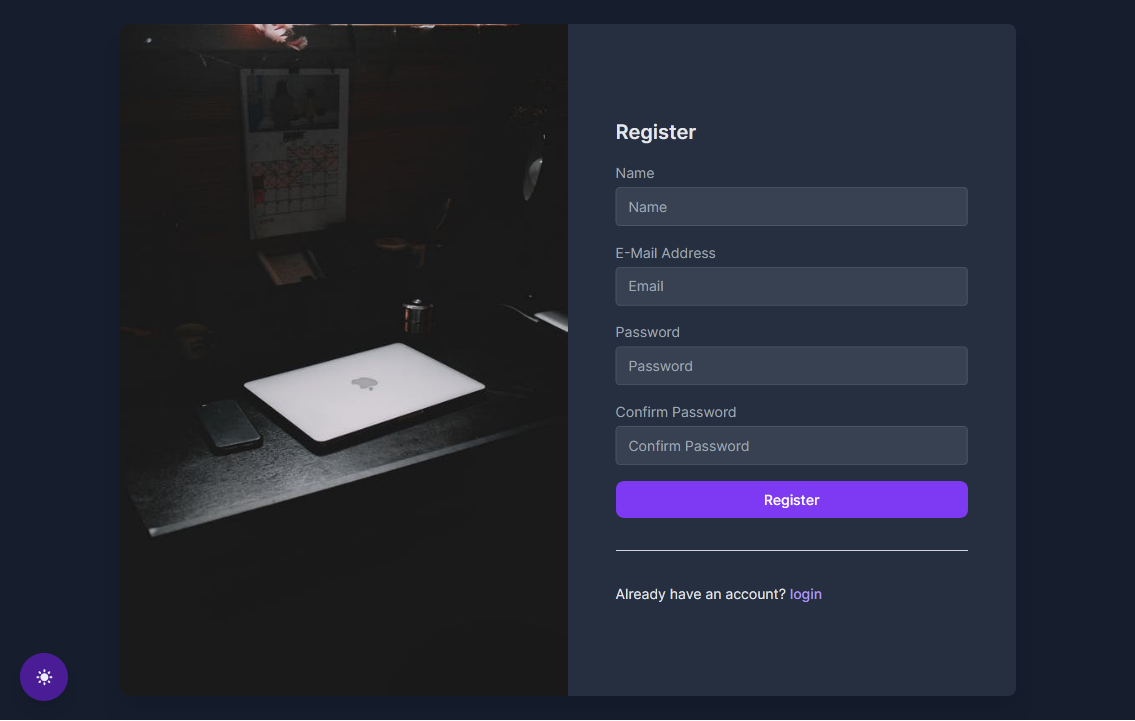 Register
Name
Name
E-Mail Address
Email
Password
Password
Confirm Password
Confirm Password
Register
Already have an account? login